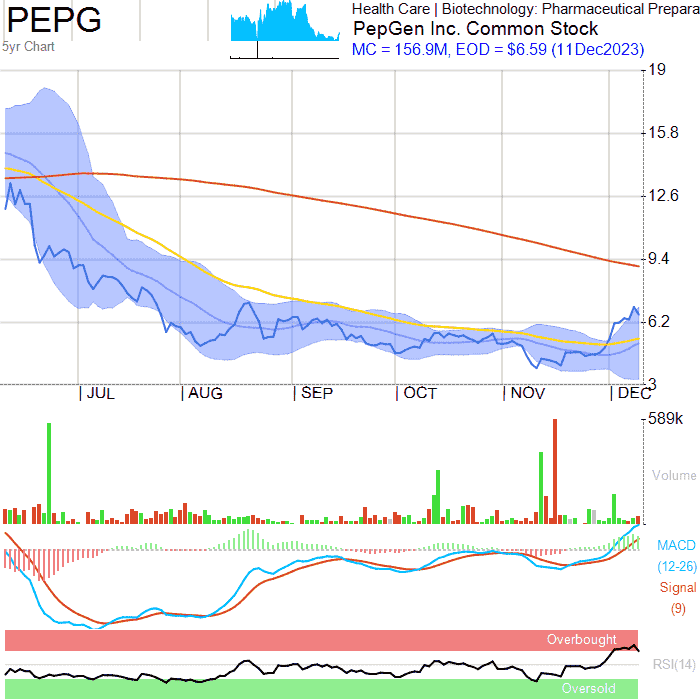 PEPG
5yr Chart
Health Care | Biotechnology: Pharmaceutical Prepara
PepGen Inc. Common Stock
MC = 156.9M, EOD = $6.59 (11Dec2023)
19
15.8
12.6
9.4
6.2
3
JUL AUG SEP OCT NOV DEC
589k
Volume
MACD
(12-26)
Signal
(9)
Overbought
RSI(14)
Oversold